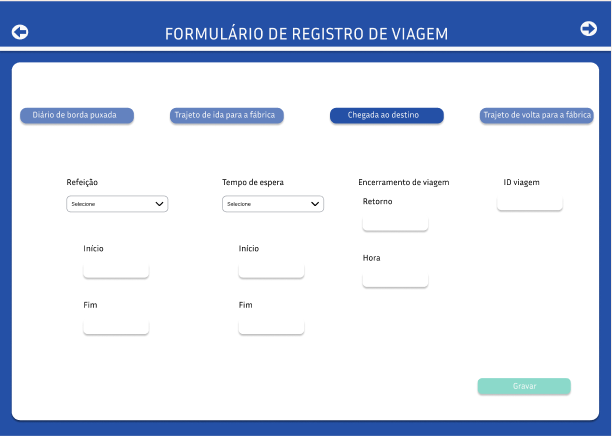 FORMULÁRIO DE REGISTRO DE VIAGEM
Diário de borda puxada
Trajeto de ida para a fábrica
Chegada ao destino
Trajeto de volta para a fábrica
Refeição
Tempo de espera
Encerramento de viagem
ID viagem
Selecione
Selecione
Retorno
Início
Início
Hora
Fim
Fim
Gravar